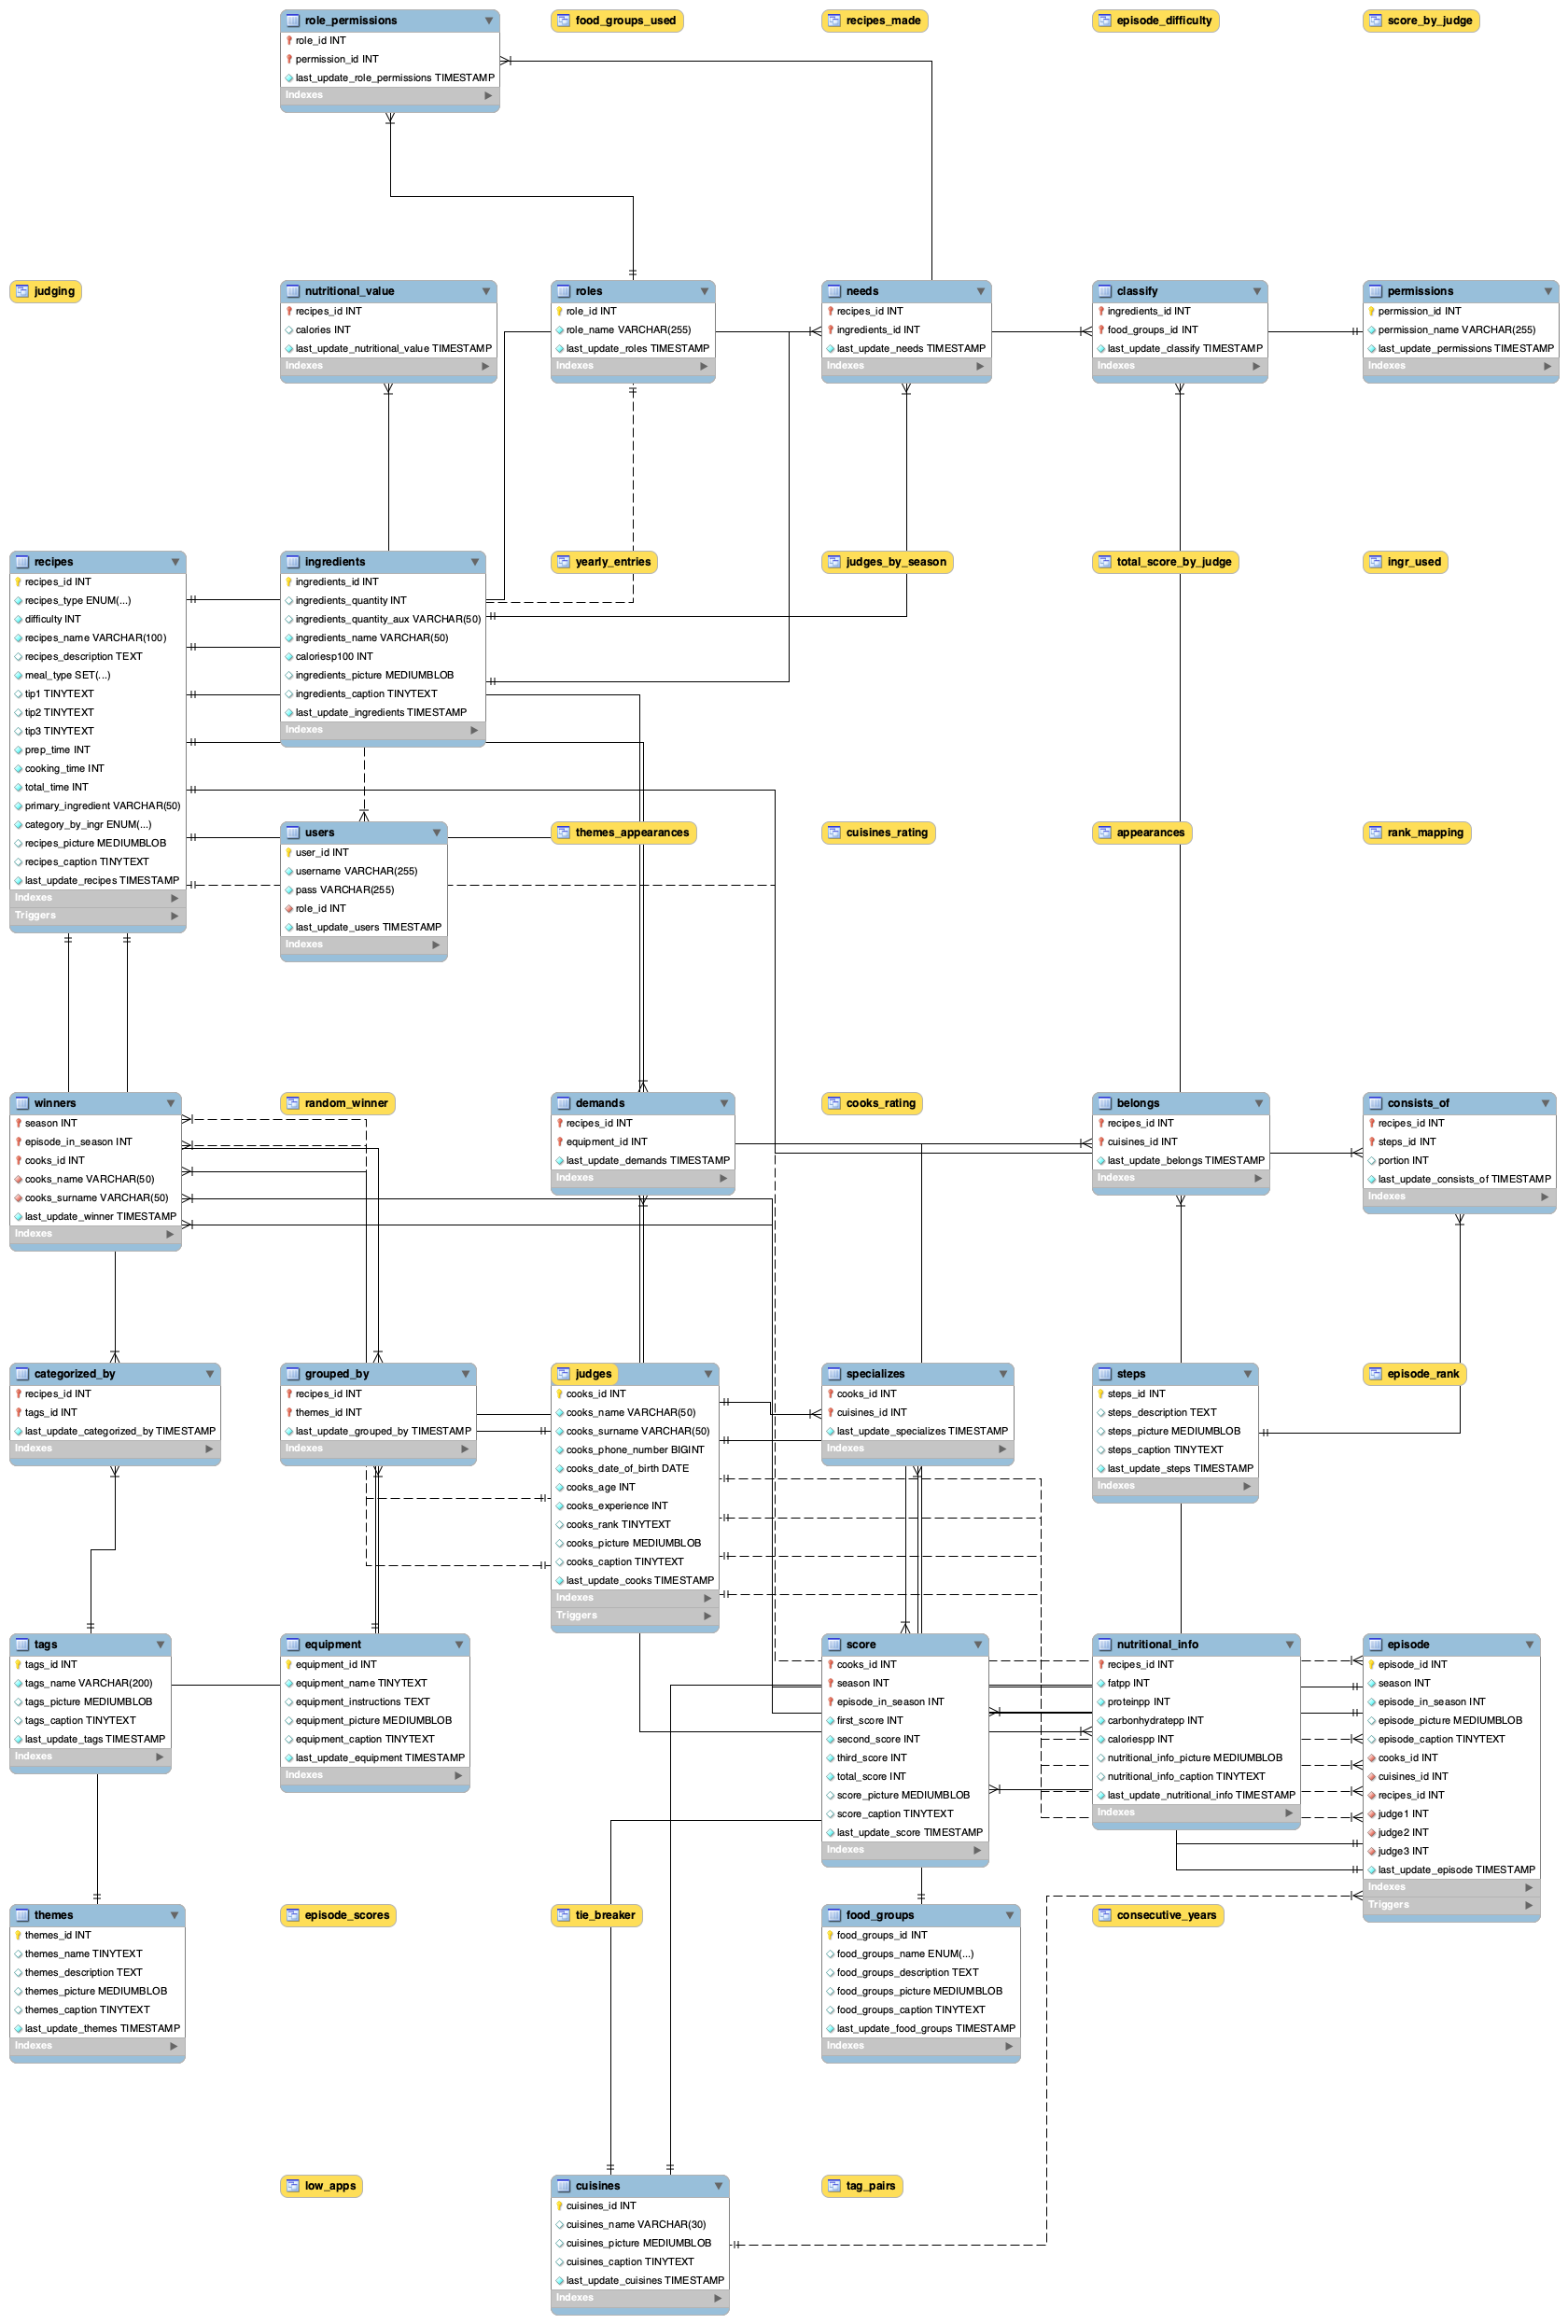 role_permissions
role_id INT
permission_id INT
last_update_role_permissions TIMESTAMP
Indexes
food_groups_used
recipes_made
episode_difficulty
score_by_judge
judging
nutritional_value
recipes_id INT
calories INT
last_update_nutritional_value TIMESTAMP
Indexes
roles
role_id INT
role_name VARCHAR(255)
last_update_roles TIMESTAMP
Indexes
needs
recipes_id INT
ingredients_id INT
last_update_needs TIMESTAMP
Indexes
classify
ingredients_id INT
food_groups_id INT
last_update_classify TIMESTAMP
Indexes
permissions
permission_id INT
permission_name VARCHAR(255)
last_update_permissions TIMESTAMP
Indexes
recipes
recipes_id INT
recipes_type ENUM(...)
difficulty INT
recipes_name VARCHAR(100)
recipes_description TEXT
meal_type SET(...)
tip1 TINYTEXT
tip2 TINYTEXT
tip3 TINYTEXT
prep_time INT
cooking_time INT
total_time INT
primary_ingredient VARCHAR(50)
category_by_ingr ENUM(...)
recipes_picture MEDIUMBLOB
recipes_caption TINYTEXT
last_update_recipes TIMESTAMP
Indexes
Triggers
ingredients
ingredients_id INT
ingredients_quantity INT
ingredients_quantity_aux VARCHAR(50)
ingredients_name VARCHAR(50)
caloriesp100 INT
ingredients_picture MEDIUMBLOB
ingredients_caption TINYTEXT
last_update_ingredients TIMESTAMP
Indexes
yearly_entries
judges_by_season
total_score_by_judge
ingr_used
users
user_id INT
username VARCHAR(255)
pass VARCHAR(255)
role_id INT
last_update_users TIMESTAMP
Indexes
themes_appearances
cuisines_rating
appearances
rank_mapping
winners
season INT
episode_in_season INT
cooks_id INT
cooks_name VARCHAR(50)
cooks_surname VARCHAR(50)
last_update_winner TIMESTAMP
Indexes
random_winner
demands
recipes_id INT
equipment_id INT
last_update_demands TIMESTAMP
Indexes
cooks_rating
belongs
recipes_id INT
cuisines_id INT
last_update_belongs TIMESTAMP
Indexes
consists_of
recipes_id INT
steps_id INT
portion INT
last_update_consists_of TIMESTAMP
Indexes
categorized_by
recipes_id INT
tags_id INT
last_update_categorized_by TIMESTAMP
Indexes
grouped_by
recipes_id INT
themes_id INT
last_update_grouped_by TIMESTAMP
Indexes
judges
cooks_id INT
cooks_name VARCHAR(50)
cooks_surname VARCHAR(50)
cooks_phone_number BIGINT
cooks_date_of_birth DATE
cooks_age INT
cooks_experience INT
cooks_rank TINYTEXT
cooks_picture MEDIUMBLOB
cooks_caption TINYTEXT
last_update_cooks TIMESTAMP
Indexes
Triggers
specializes
cooks_id INT
cuisines_id INT
last_update_specializes TIMESTAMP
Indexes
steps
steps_id INT
steps_description TEXT
steps_picture MEDIUMBLOB
steps_caption TINYTEXT
last_update_steps TIMESTAMP
Indexes
episode_rank
tags
tags_id INT
tags_name VARCHAR(200)
tags_picture MEDIUMBLOB
tags_caption TINYTEXT
last_update_tags TIMESTAMP
Indexes
equipment
equipment_id INT
equipment_name TINYTEXT
equipment_instructions TEXT
equipment_picture MEDIUMBLOB
equipment_caption TINYTEXT
last_update_equipment TIMESTAMP
Indexes
score
cooks_id INT
season INT
episode_in_season INT
first_score INT
second_score INT
third_score INT
total_score INT
score_picture MEDIUMBLOB
score_caption TINYTEXT
last_update_score TIMESTAMP
Indexes
nutritional_info
recipes_id INT
fatpp INT
proteinpp INT
carbonhydratepp INT
caloriespp INT
nutritional_info_picture MEDIUMBLOB
nutritional_info_caption TINYTEXT
last_update_nutritional_info TIMESTAMP
Indexes
episode
episode_id INT
season INT
episode_in_season INT
episode_picture MEDIUMBLOB
episode_caption TINYTEXT
cooks_id INT
cuisines_id INT
recipes_id INT
judge1 INT
judge2 INT
judge3 INT
last_update_episode TIMESTAMP
Indexes
Triggers
themes
themes_id INT
themes_name TINYTEXT
themes_description TEXT
themes_picture MEDIUMBLOB
themes_caption TINYTEXT
last_update_themes TIMESTAMP
Indexes
episode_scores
tie_breaker
food_groups
food_groups_id INT
food_groups_name ENUM(...)
food_groups_description TEXT
food_groups_picture MEDIUMBLOB
food_groups_caption TINYTEXT
last_update_food_groups TIMESTAMP
Indexes
consecutive_years
low_apps
cuisines
cuisines_id INT
cuisines_name VARCHAR(30)
cuisines_picture MEDIUMBLOB
cuisines_caption TINYTEXT
last_update_cuisines TIMESTAMP
Indexes
tag_pairs